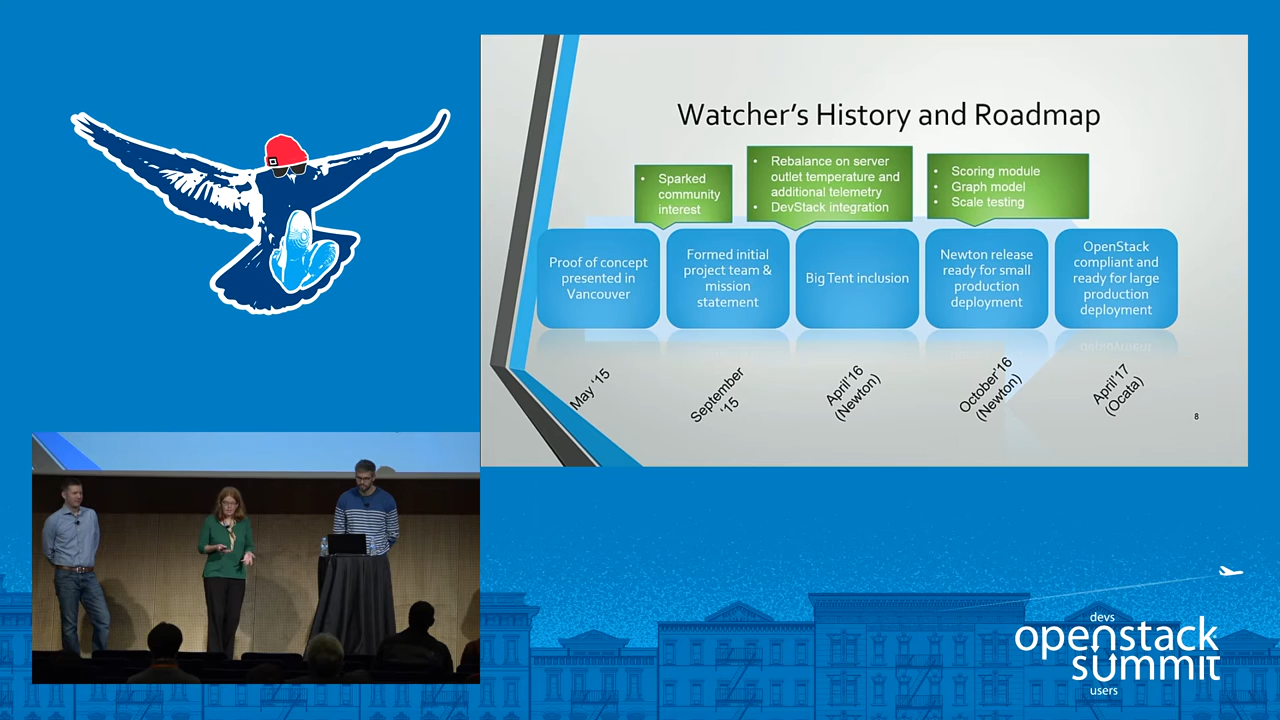 Watcher's History and Roadmap
• Sparked
community
interest
• Rebalance on server
outlet temperature and
additional telemetry
• DevStack integration
• Scoring module
• Graph model
• Scale testing
Proof of concept
presented in
Vancouver
Formed initial
project team &
mission
statement
Big Tent inclusion
Newton release
ready for small
production
deployment
OpenStack
compliant and
ready for large
production
deployment
May '15
September
'15
April'16
(Newton)
October'16
(Newton)
April'17
(Ocata)
8
devs
openstack
summit
users